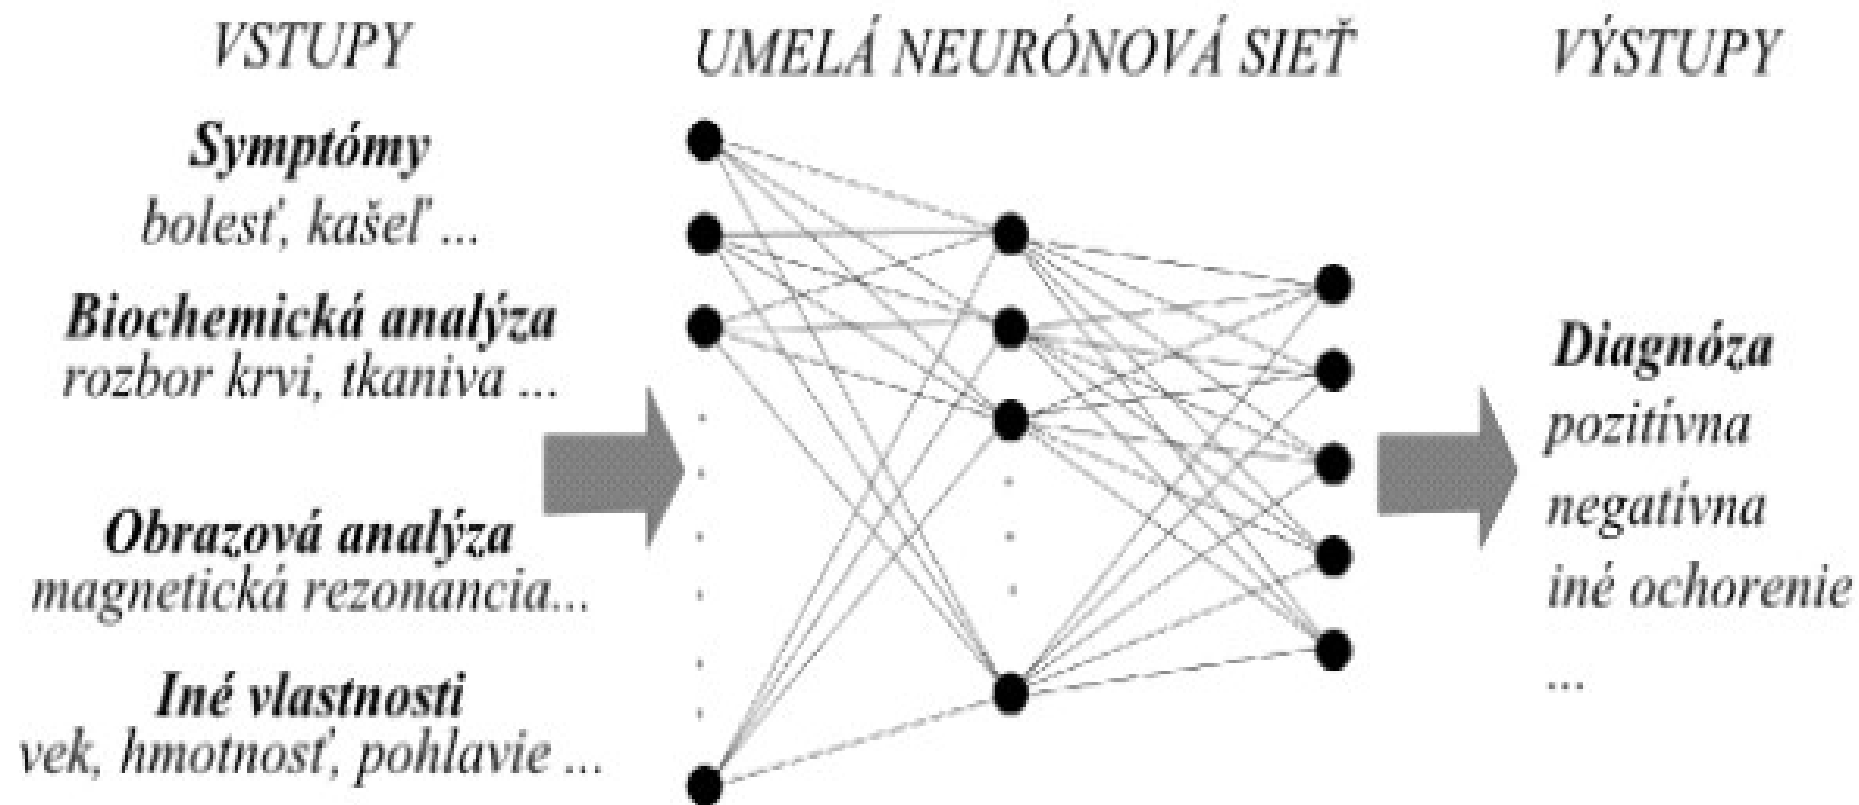 VSTUPY
UMELÁ NEURÓNOVÁ SIEŤ
VÝSTUPY
Symptómy
bolesť, kašeľ ...
Biochemická analýza
rozbor krvi, tkaniva ...
Obrazová analýza
magnetická rezonancia...
Iné vlastnosti
vek, hmotnosť, pohlavie ...
Diagnóza
pozitívna
negatívna
iné ochorenie
...